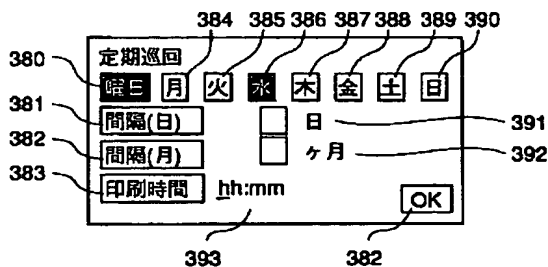 384 385 386 387 388 389 390
定期巡回
380 曜日 月 火 水 木 金 土 日
381 間隔(日) 日 391
382 間隔(月) ヶ月 392
383 印刷時間 hh:mm OK
393 382